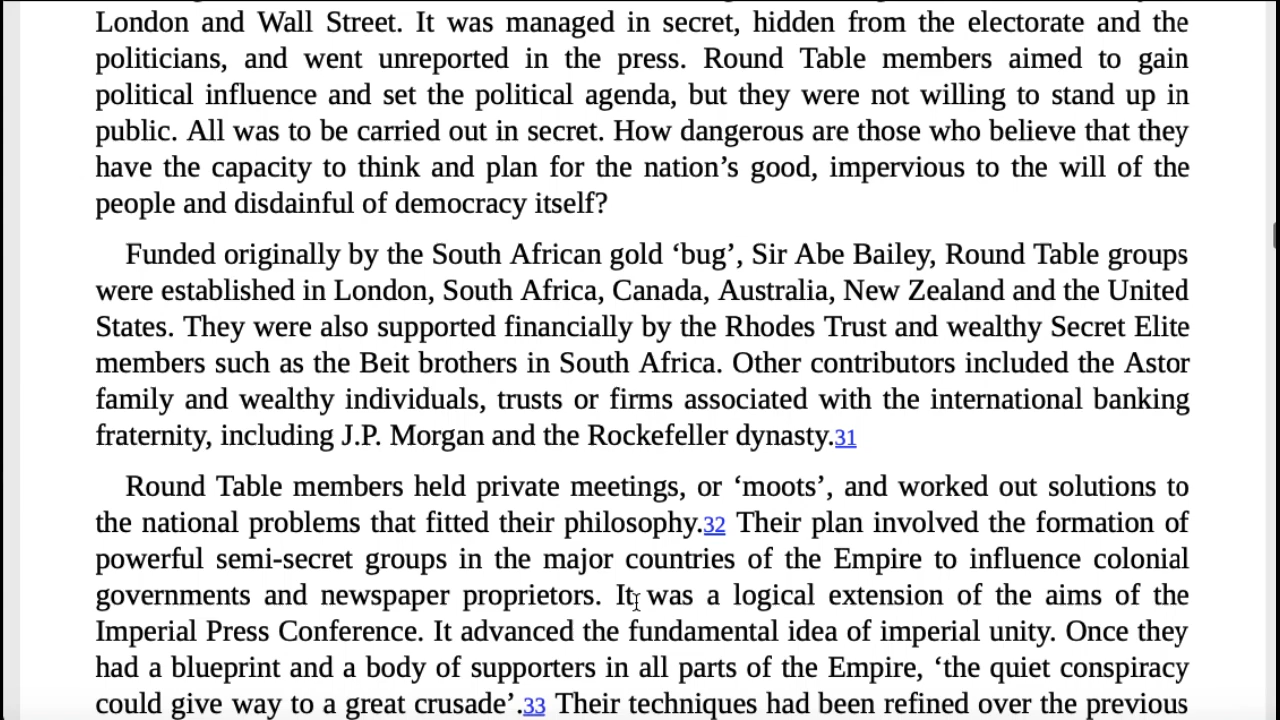 London and Wall Street. It was managed in secret, hidden from the electorate and the
politicians, and went unreported in the press. Round Table members aimed to gain
political influence and set the political agenda, but they were not willing to stand up in
public. All was to be carried out in secret. How dangerous are those who believe that they
have the capacity to think and plan for the nation’s good, impervious to the will of the
people and disdainful of democracy itself?
Funded originally by the South African gold ‘bug’, Sir Abe Bailey, Round Table groups
were established in London, South Africa, Canada, Australia, New Zealand and the United
States. They were also supported financially by the Rhodes Trust and wealthy Secret Elite
members such as the Beit brothers in South Africa. Other contributors included the Astor
family and wealthy individuals, trusts or firms associated with the international banking
fraternity, including J.P. Morgan and the Rockefeller dynasty.31
Round Table members held private meetings, or ‘moots’, and worked out solutions to
the national problems that fitted their philosophy.32 Their plan involved the formation of
powerful semi-secret groups in the major countries of the Empire to influence colonial
governments and newspaper proprietors. It was a logical extension of the aims of the
Imperial Press Conference. It advanced the fundamental idea of imperial unity. Once they
had a blueprint and a body of supporters in all parts of the Empire, ‘the quiet conspiracy
could give way to a great crusade’.33 Their techniques had been refined over the previous